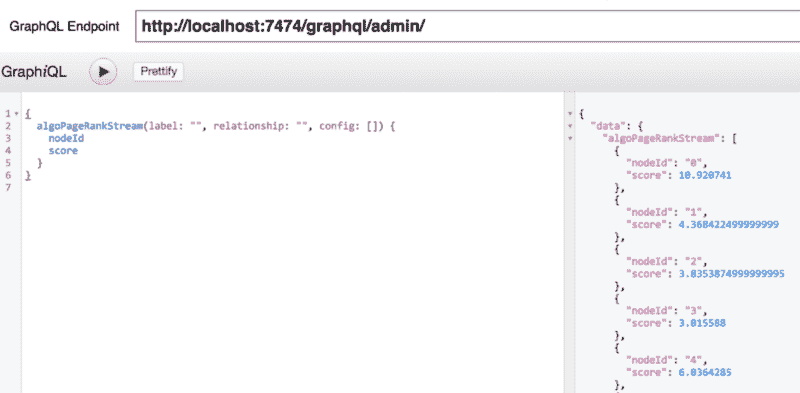 GraphQL Endpoint
http://localhost:7474/graphql/admin/
GraphiQL
Prettify
1 {
2 algoPageRankStream(label: "", relationship: "", config: []) {
3 nodeId
4 score
5 }
6 }
7
{
"data": {
"algoPageRankStream": [
{
"nodeId": "0",
"score": 10.920741
},
{
"nodeId": "1",
"score": 4.368422499999999
},
{
"nodeId": "2",
"score": 3.0353874999999995
},
{
"nodeId": "3",
"score": 3.015588
},
{
"nodeId": "4",
"score": 6.0364285
},